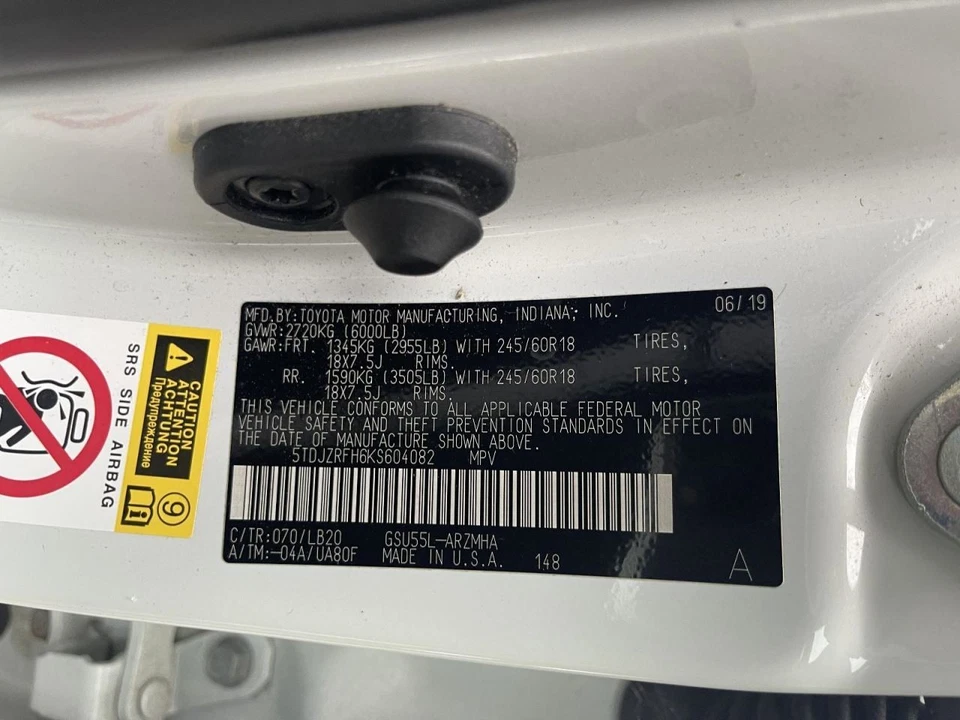 MFD.BY:TOYOTA MOTOR MANUFACTURING, INDIANA, INC. 06/19
GVWR:2720KG (6000LB)
GAWR:FRT. 1345KG (2955LB) WITH 245/60R18 TIRES,
18X7.5J RIMS.
RR. 1590KG (3505LB) WITH 245/60R18 TIRES,
18X7.5J RIMS.
THIS VEHICLE CONFORMS TO ALL APPLICABLE FEDERAL MOTOR
VEHICLE SAFETY AND THEFT PREVENTION STANDARDS IN EFFECT ON
THE DATE OF MANUFACTURE SHOWN ABOVE.
5TDJZRFH6KS604082 MPV
C/TR:070/LB20 GSU55L-ARZMHA
A/TM:-04A/UA80F MADE IN U.S.A. 148 A
SRS SIDE AIRBAG
CAUTION
ATTENTION
ACHTUNG
Предупреждение
9